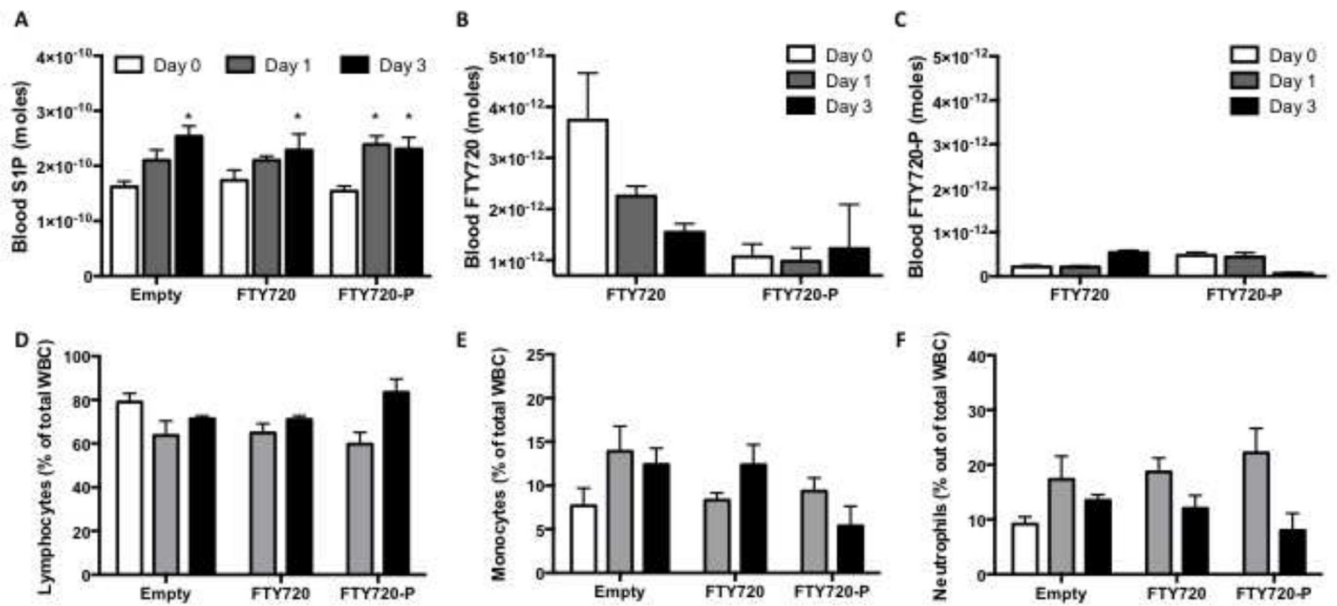 A
Blood S1P (moles)
4×10⁻¹⁰
3×10⁻¹⁰
2×10⁻¹⁰
1×10⁻¹⁰
0
Day 0 Day 1 Day 3
* * * *
Empty FTY720 FTY720-P
B
Blood FTY720 (moles)
5×10⁻¹²
4×10⁻¹²
3×10⁻¹²
2×10⁻¹²
1×10⁻¹²
Day 0
Day 1
Day 3
FTY720 FTY720-P
C
Blood FTY720-P (moles)
5×10⁻¹²
4×10⁻¹²
3×10⁻¹²
2×10⁻¹²
1×10⁻¹²
0
Day 0
Day 1
Day 3
FTY720 FTY720-P
D
Lymphocytes (% of total WBC)
100
80
60
40
20
0
Empty FTY720 FTY720-P
E
Monocytes (% of total WBC)
25
20
15
10
5
0
Empty FTY720 FTY720-P
F
Neutrophils (% out of total WBC)
40
30
20
10
0
Empty FTY720 FTY720-P